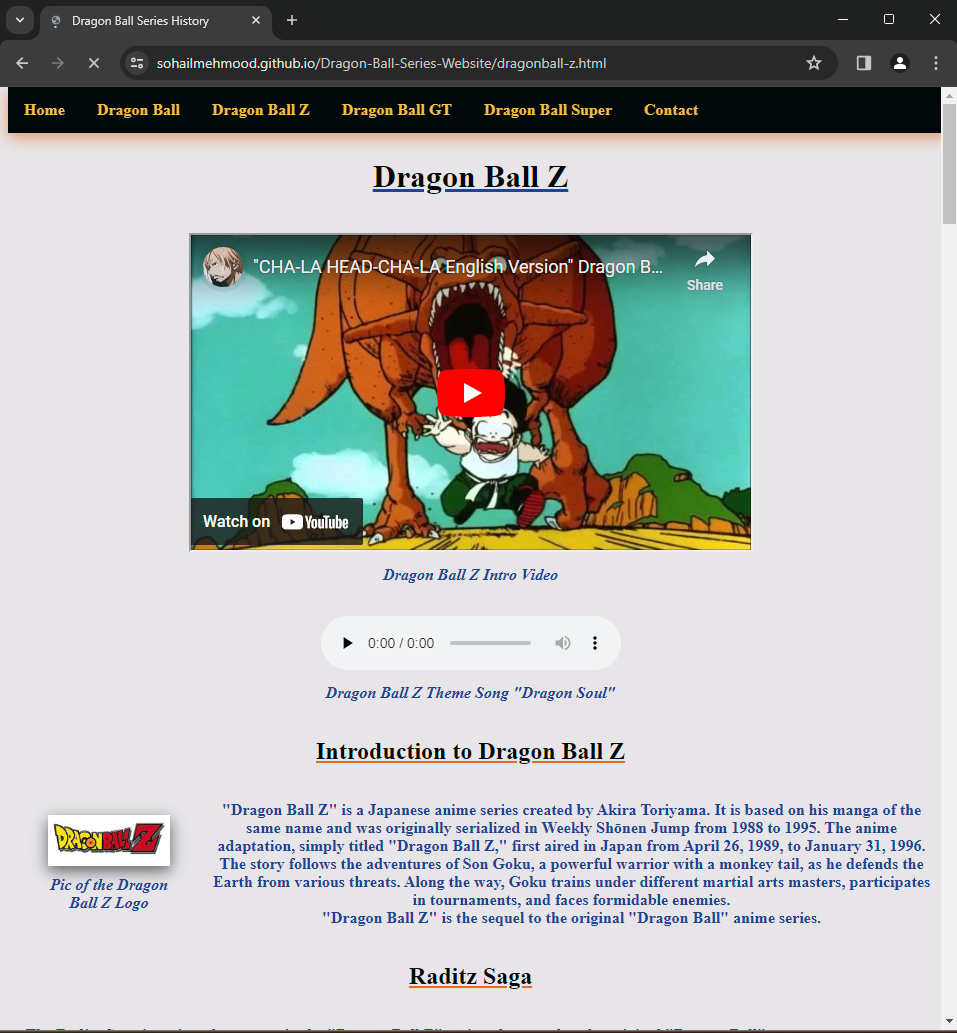 Dragon Ball Series History
sohailmehmood.github.io/Dragon-Ball-Series-Website/dragonball-z.html
Home Dragon Ball Dragon Ball Z Dragon Ball GT Dragon Ball Super Contact
Dragon Ball Z
"CHA-LA HEAD-CHA-LA English Version" Dragon B...
Share
Watch on YouTube
Dragon Ball Z Intro Video
0:00 / 0:00
Dragon Ball Z Theme Song "Dragon Soul"
Introduction to Dragon Ball Z
DRAGON BALL Z
Pic of the Dragon
Ball Z Logo
"Dragon Ball Z" is a Japanese anime series created by Akira Toriyama. It is based on his manga of the
same name and was originally serialized in Weekly Shōnen Jump from 1988 to 1995. The anime
adaptation, simply titled "Dragon Ball Z," first aired in Japan from April 26, 1989, to January 31, 1996.
The story follows the adventures of Son Goku, a powerful warrior with a monkey tail, as he defends the
Earth from various threats. Along the way, Goku trains under different martial arts masters, participates
in tournaments, and faces formidable enemies.
"Dragon Ball Z" is the sequel to the original "Dragon Ball" anime series.
Raditz Saga